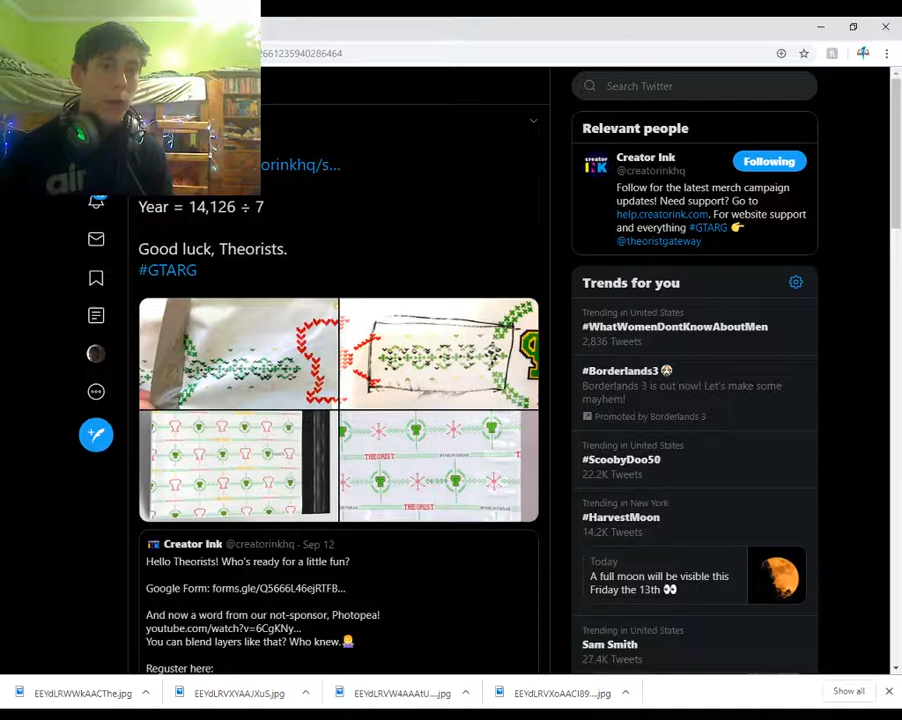 2661235940286464
orinkhq/s...
Year = 14,126 ÷ 7
Good luck, Theorists.
#GTARG
THEORIST
THEORIST
Creator Ink @creatorinkhq · Sep 12
Hello Theorists! Who's ready for a little fun?
Google Form: forms.gle/Q5666L46ejRTFB...
And now a word from our not-sponsor, Photopea!
youtube.com/watch?v=6CgKNy...
You can blend layers like that? Who knew.
Reguster here:
Search Twitter
Relevant people
creator
INK
Creator Ink
@creatorinkhq
Following
Follow for the latest merch campaign
updates! Need support? Go to
help.creatorink.com. For website support
and everything #GTARG
@theoristgateway
Trends for you
Trending in United States
#WhatWomenDontKnowAboutMen
2,836 Tweets
#Borderlands3
Borderlands 3 is out now! Let's make some
mayhem!
Promoted by Borderlands 3
Trending in United States
#ScoobyDoo50
22.2K Tweets
Trending in New York
#HarvestMoon
14.2K Tweets
Today
A full moon will be visible this
Friday the 13th
Trending in United States
Sam Smith
27.4K Tweets
EEYdLRWWkAACThe.jpg
EEYdLRVXYAAJXuS.jpg
EEYdLRVW4AAAtU....jpg
EEYdLRVXoAACI89....jpg
Show all
air